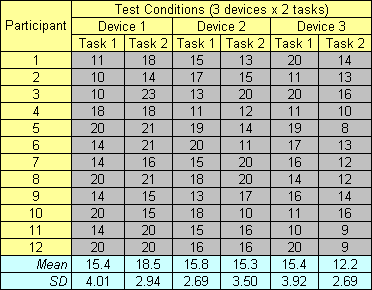 Test Conditions (3 devices x 2 tasks)
Participant Device 1 Device 2 Device 3
Task 1 Task 2 Task 1 Task 2 Task 1 Task 2
1 11 18 15 13 20 14
2 10 14 17 15 11 13
3 10 23 13 20 20 16
4 18 18 11 12 11 10
5 20 21 19 14 19 8
6 14 21 20 11 17 13
7 14 16 15 20 16 12
8 20 21 18 20 14 12
9 14 15 13 17 16 14
10 20 15 18 10 11 16
11 14 20 15 16 10 9
12 20 20 16 16 20 9
Mean 15.4 18.5 15.8 15.3 15.4 12.2
SD 4.01 2.94 2.69 3.50 3.92 2.69